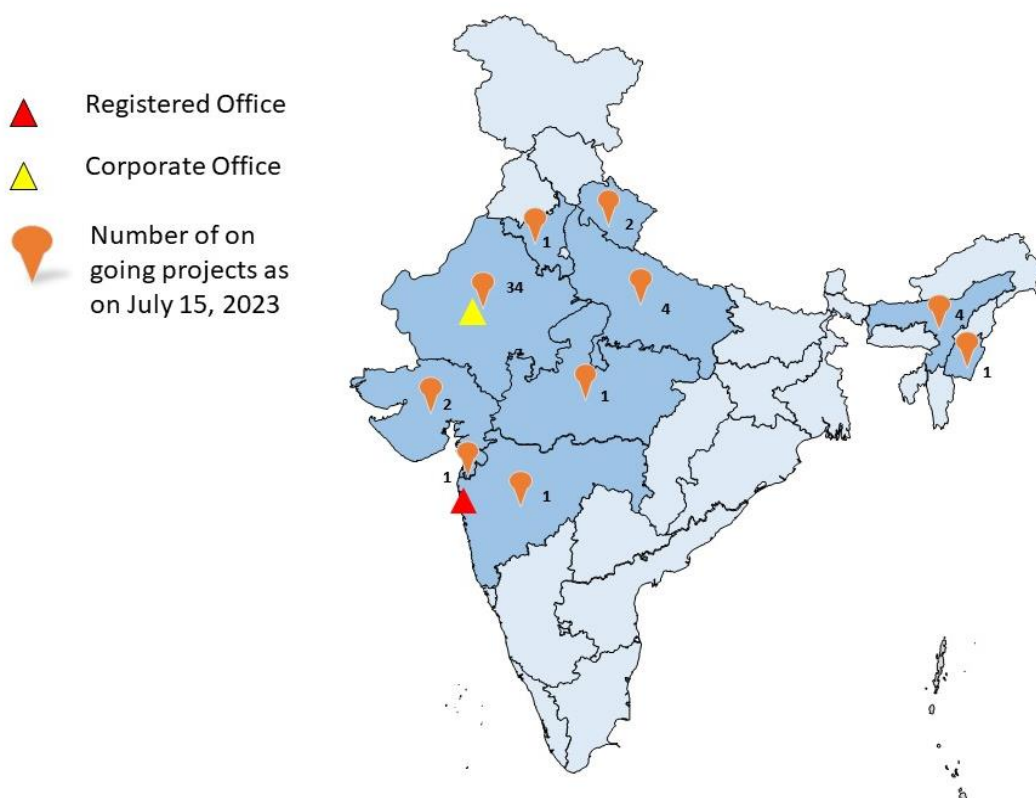 Registered Office
Corporate Office
Number of on
going projects as
on July 15, 2023
2
1
34
4
4
1
1
2
1
1